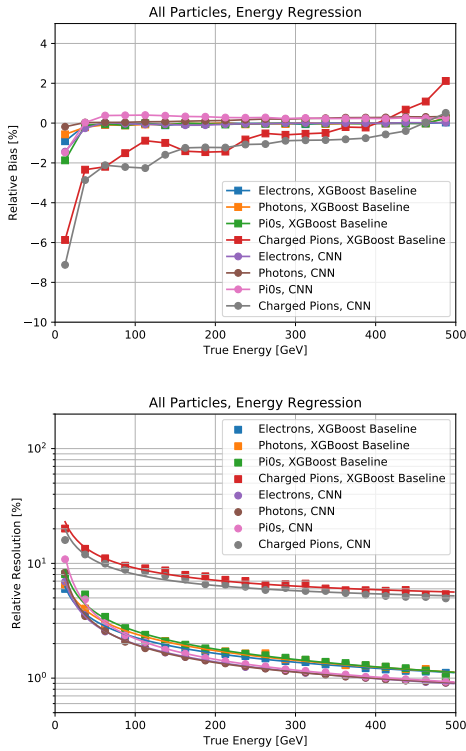 All Particles, Energy Regression
4
2
0
−2
−4
−6
−8
−10
Relative Bias [%]
Electrons, XGBoost Baseline
Photons, XGBoost Baseline
Pi0s, XGBoost Baseline
Charged Pions, XGBoost Baseline
Electrons, CNN
Photons, CNN
Pi0s, CNN
Charged Pions, CNN
0 100 200 300 400 500
True Energy [GeV]
All Particles, Energy Regression
10²
10¹
10⁰
Relative Resolution [%]
Electrons, XGBoost Baseline
Photons, XGBoost Baseline
Pi0s, XGBoost Baseline
Charged Pions, XGBoost Baseline
Electrons, CNN
Photons, CNN
Pi0s, CNN
Charged Pions, CNN
0 100 200 300 400 500
True Energy [GeV]